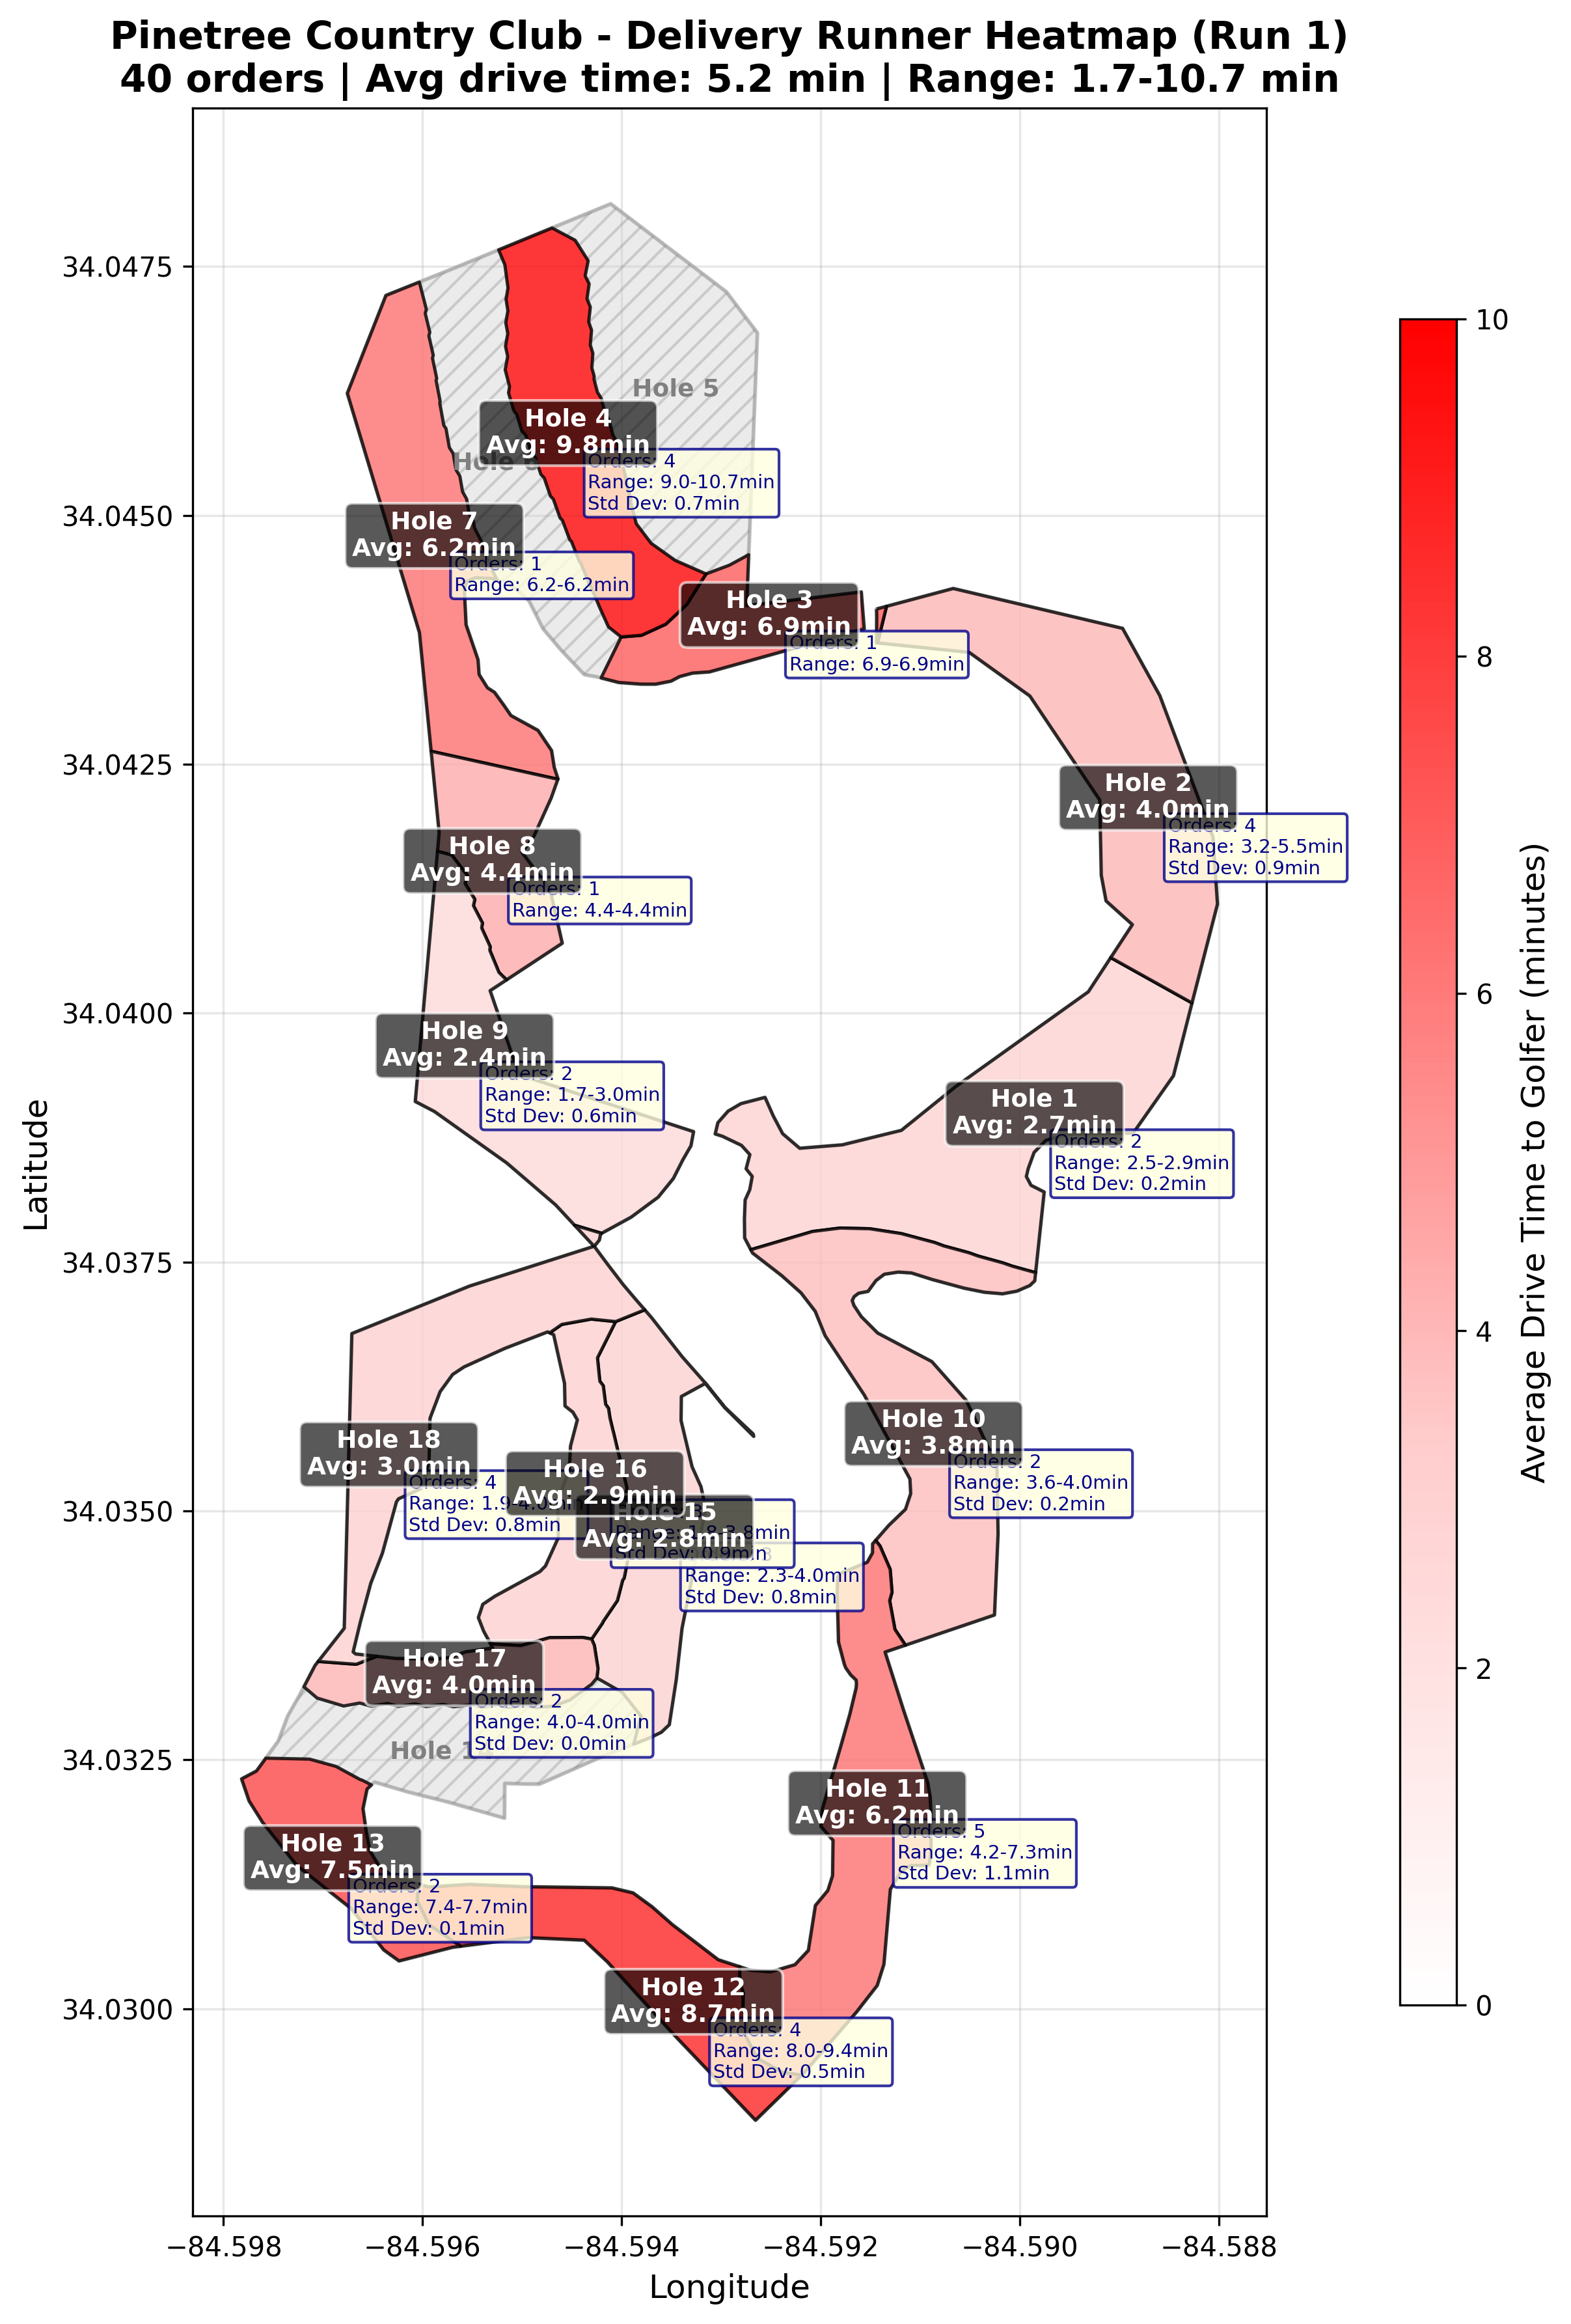 Pinetree Country Club - Delivery Runner Heatmap (Run 1)
40 orders | Avg drive time: 5.2 min | Range: 1.7-10.7 min
Hole 5
Hole 4
Avg: 9.8min
Orders: 4
Range: 9.0-10.7min
Std Dev: 0.7min
Hole
Hole 7
Avg: 6.2min
Orders: 1
Range: 6.2-6.2min
Hole 3
Avg: 6.9min
Orders: 1
Range: 6.9-6.9min
Hole 2
Avg: 4.0min
Orders: 4
Range: 3.2-5.5min
Std Dev: 0.9min
Hole 8
Avg: 4.4min
Orders: 1
Range: 4.4-4.4min
Hole 9
Avg: 2.4min
Orders: 2
Range: 1.7-3.0min
Std Dev: 0.6min
Hole 1
Avg: 2.7min
Orders: 2
Range: 2.5-2.9min
Std Dev: 0.2min
Hole 10
Avg: 3.8min
Orders: 2
Range: 3.6-4.0min
Std Dev: 0.2min
Hole 18
Avg: 3.0min
Orders: 4
Range:
Std Dev: 0.8min
Hole 16
Avg: 2.9min
Std Dev: 0.9min
Hole 15
Avg: 2.8min
Range: 2.3-4.0min
Std Dev: 0.8min
Hole 17
Avg: 4.0min
Orders: 2
Range: 4.0-4.0min
Std Dev: 0.0min
Hole
Hole 11
Avg: 6.2min
Orders: 5
Range: 4.2-7.3min
Std Dev: 1.1min
Hole 13
Avg: 7.5min
Orders: 2
Range: 7.4-7.7min
Std Dev: 0.1min
Hole 12
Avg: 8.7min
Orders: 4
Range: 8.0-9.4min
Std Dev: 0.5min
34.0475
34.0450
34.0425
34.0400
34.0375
34.0350
34.0325
34.0300
Latitude
−84.598
−84.596
−84.594
−84.592
−84.590
−84.588
Longitude
10
8
6
4
2
0
Average Drive Time to Golfer (minutes)